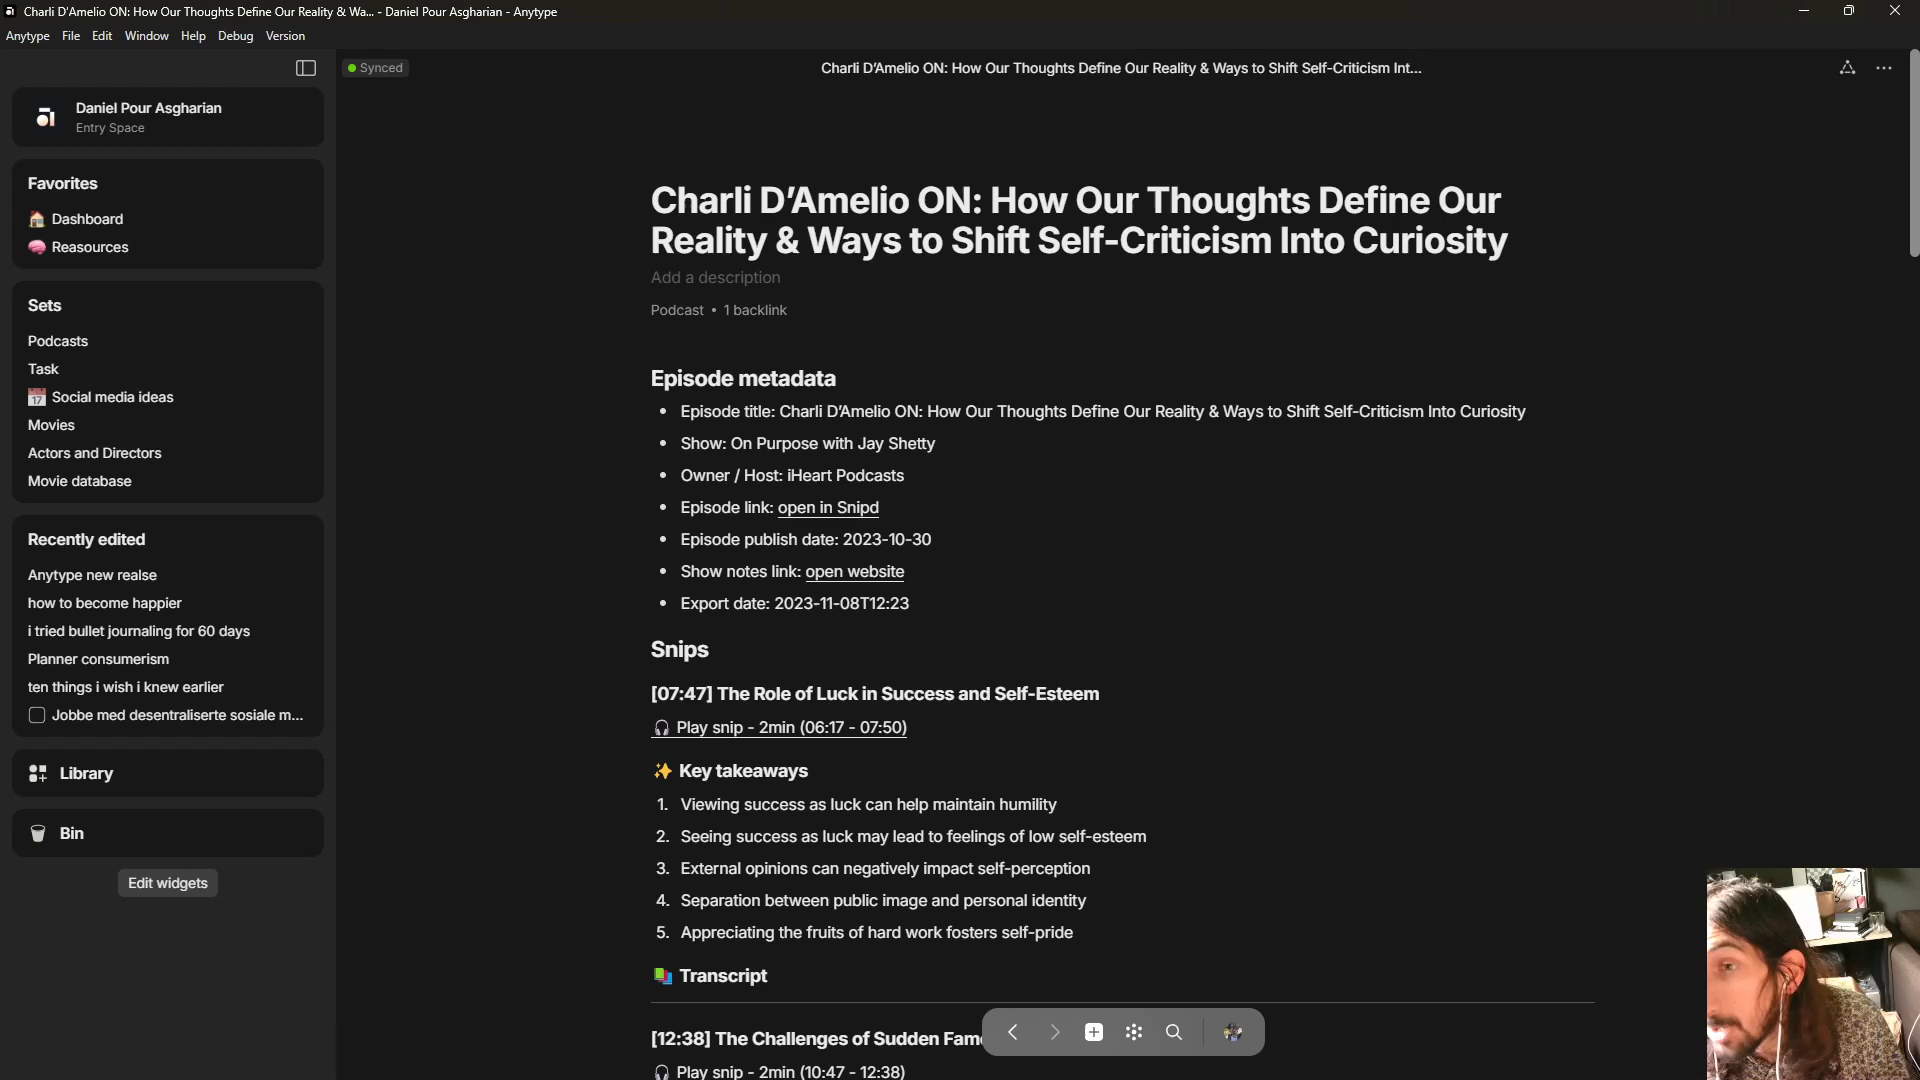 Charli D'Amelio ON: How Our Thoughts Define Our Reality & Wa... - Daniel Pour Asgharian - Anytype
Anytype File Edit Window Help Debug Version
Synced
Charli D'Amelio ON: How Our Thoughts Define Our Reality & Ways to Shift Self-Criticism Int...
Daniel Pour Asgharian
Entry Space
Favorites
Dashboard
Reasources
Sets
Podcasts
Task
17 Social media ideas
Movies
Actors and Directors
Movie database
Recently edited
Anytype new realse
how to become happier
i tried bullet journaling for 60 days
Planner consumerism
ten things i wish i knew earlier
Jobbe med desentraliserte sosiale m...
Library
Bin
Edit widgets
Charli D’Amelio ON: How Our Thoughts Define Our
Reality & Ways to Shift Self-Criticism Into Curiosity
Add a description
Podcast • 1 backlink
Episode metadata
• Episode title: Charli D'Amelio ON: How Our Thoughts Define Our Reality & Ways to Shift Self-Criticism Into Curiosity
• Show: On Purpose with Jay Shetty
• Owner / Host: iHeart Podcasts
• Episode link: open in Snipd
• Episode publish date: 2023-10-30
• Show notes link: open website
• Export date: 2023-11-08T12:23
Snips
[07:47] The Role of Luck in Success and Self-Esteem
🎧 Play snip - 2min (06:17 - 07:50)
✨ Key takeaways
1. Viewing success as luck can help maintain humility
2. Seeing success as luck may lead to feelings of low self-esteem
3. External opinions can negatively impact self-perception
4. Separation between public image and personal identity
5. Appreciating the fruits of hard work fosters self-pride
📚 Transcript
[12:38] The Challenges of Sudden Fam
🎧 Play snip - 2min (10:47 - 12:38)